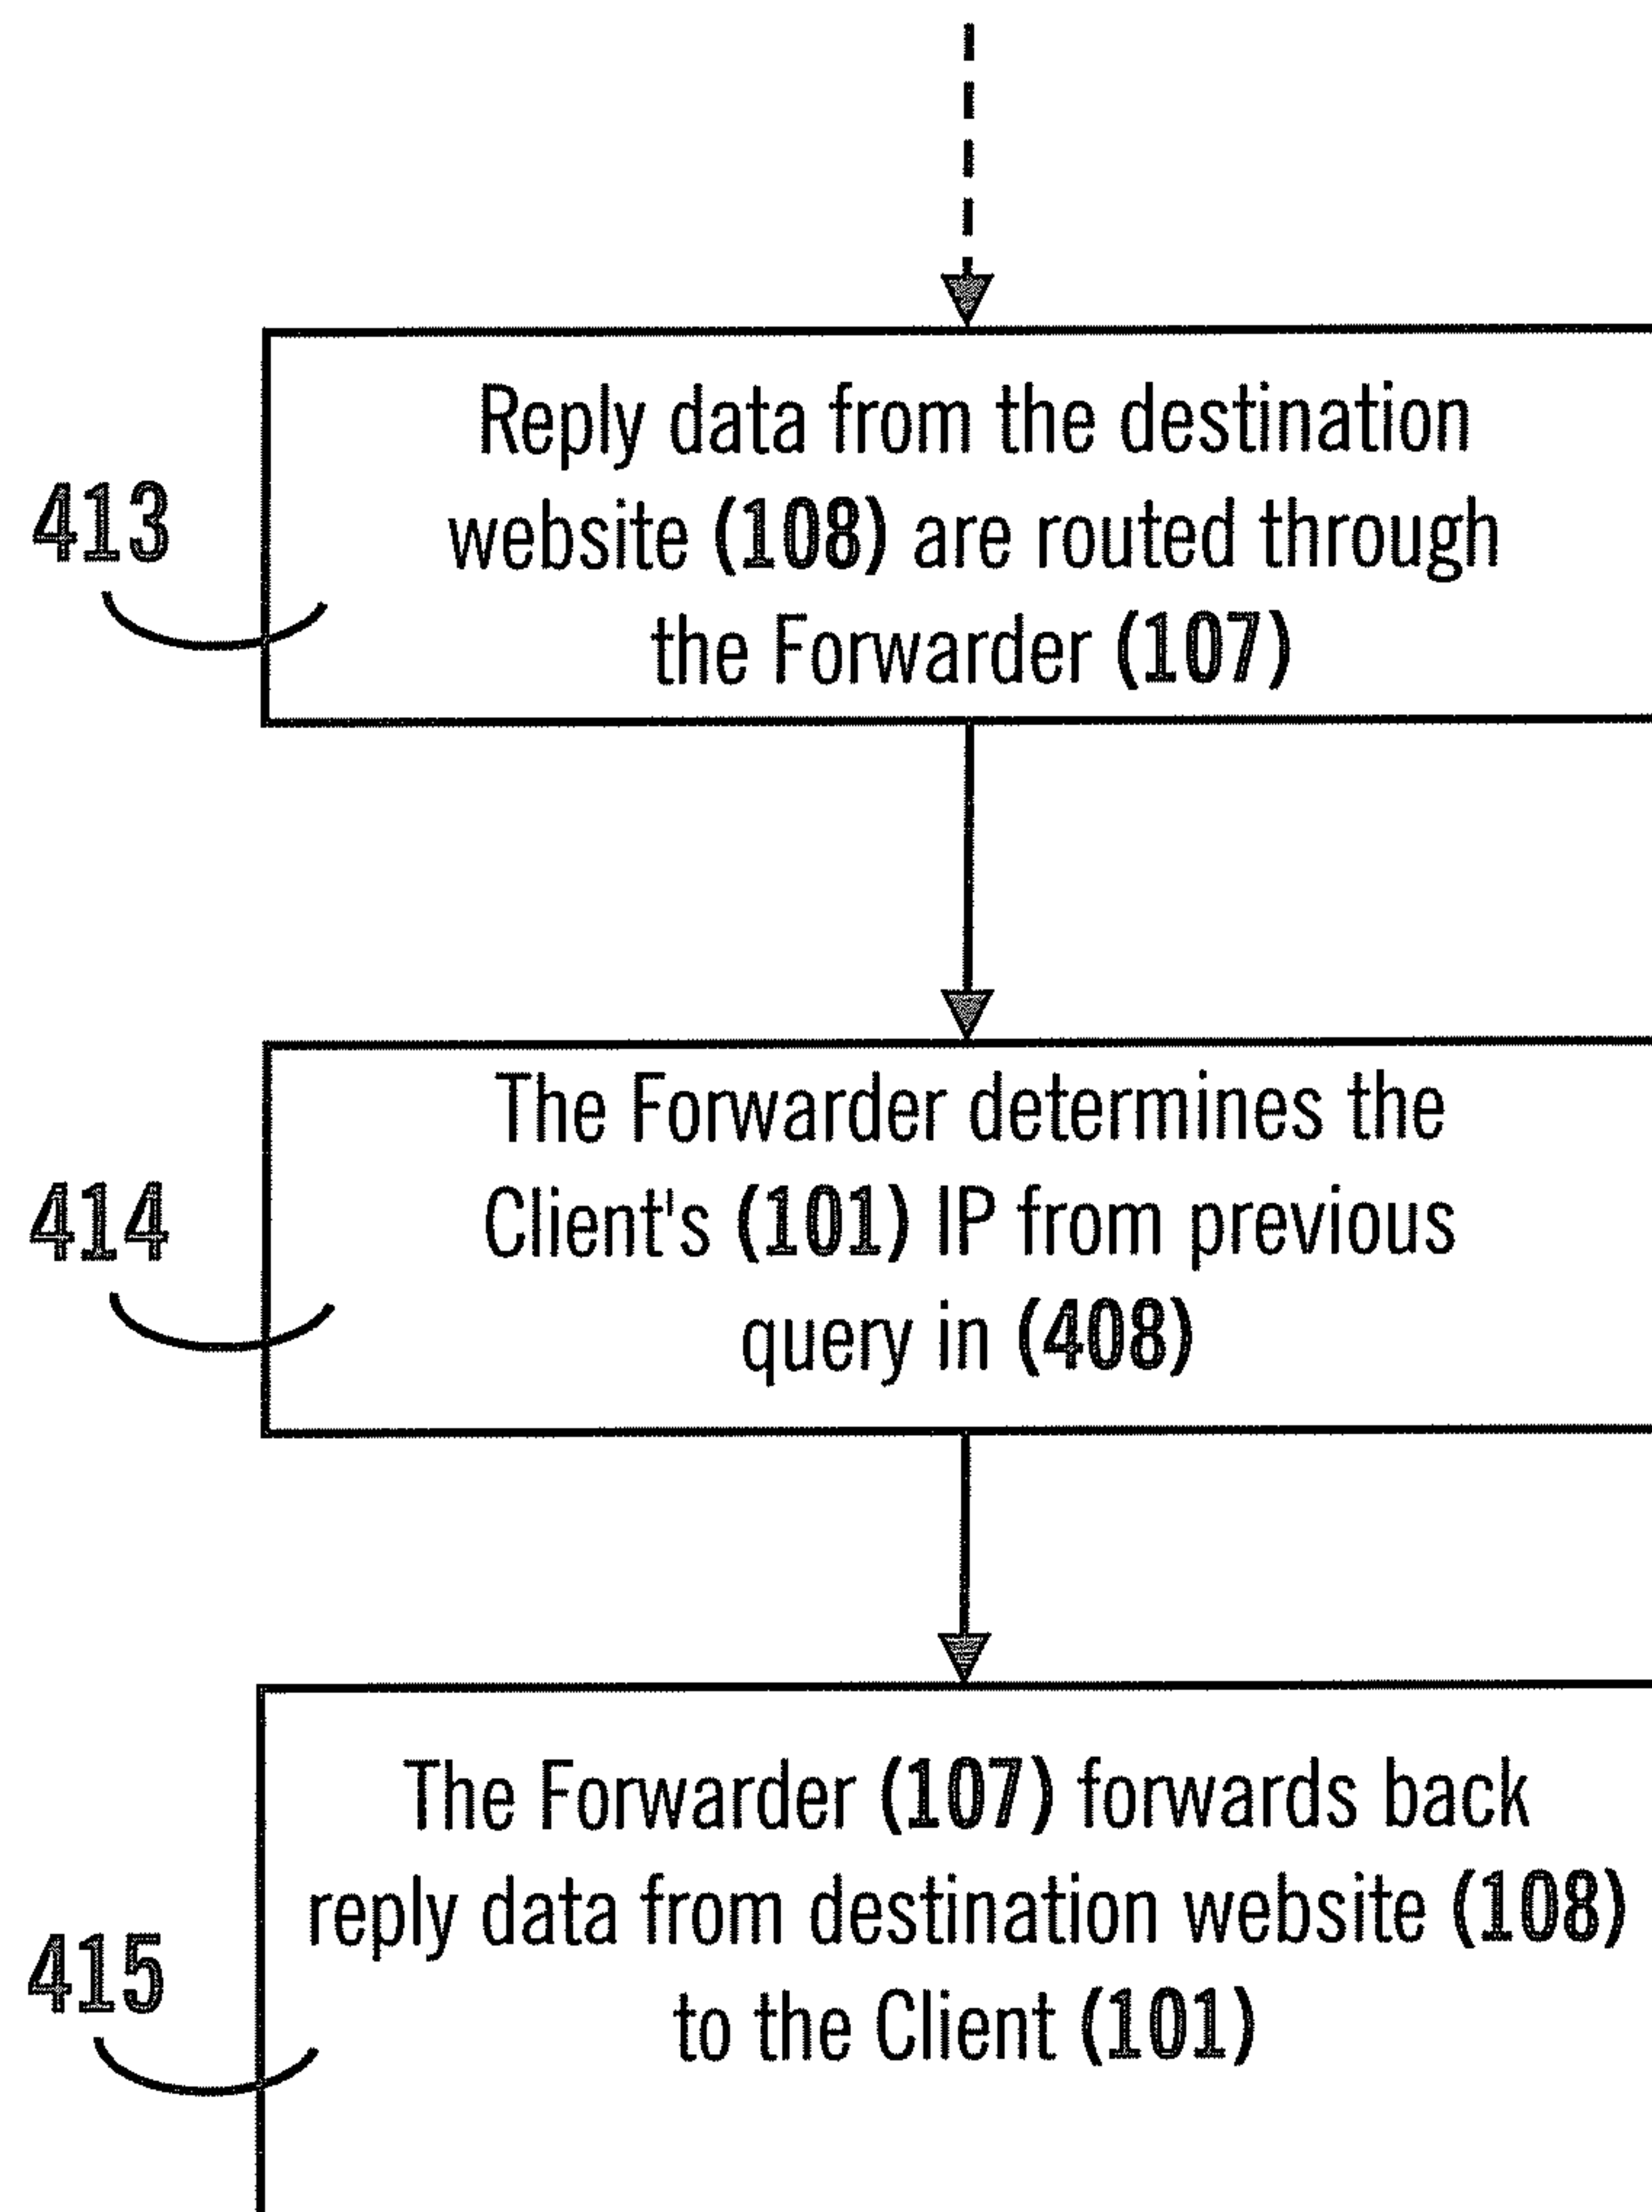 Reply data from the destination
website (108) are routed through
the Forwarder (107)
413
The Forwarder determines the
Client's (101) IP from previous
query in (408)
414
The Forwarder (107) forwards back
reply data from destination website (108)
to the Client (101)
415